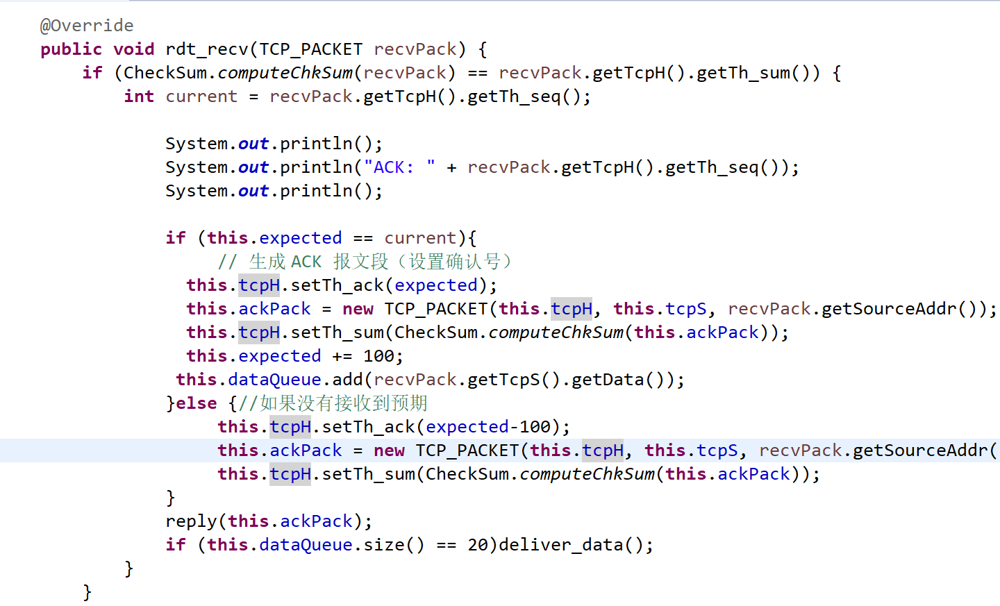 @Override
public void rdt_recv(TCP_PACKET recvPack) {
if (CheckSum.computeChkSum(recvPack) == recvPack.getTcpH().getTh_sum()) {
int current = recvPack.getTcpH().getTh_seq();
System.out.println();
System.out.println("ACK: " + recvPack.getTcpH().getTh_seq());
System.out.println();
if (this.expected == current){
// 生成 ACK 报文段（设置确认号）
this.tcpH.setTh_ack(expected);
this.ackPack = new TCP_PACKET(this.tcpH, this.tcpS, recvPack.getSourceAddr());
this.tcpH.setTh_sum(CheckSum.computeChkSum(this.ackPack));
this.expected += 100;
this.dataQueue.add(recvPack.getTcpS().getData());
}else {//如果没有接收到预期
this.tcpH.setTh_ack(expected-100);
this.ackPack = new TCP_PACKET(this.tcpH, this.tcpS, recvPack.getSourceAddr(
this.tcpH.setTh_sum(CheckSum.computeChkSum(this.ackPack));
}
reply(this.ackPack);
if (this.dataQueue.size() == 20)deliver_data();
}
}